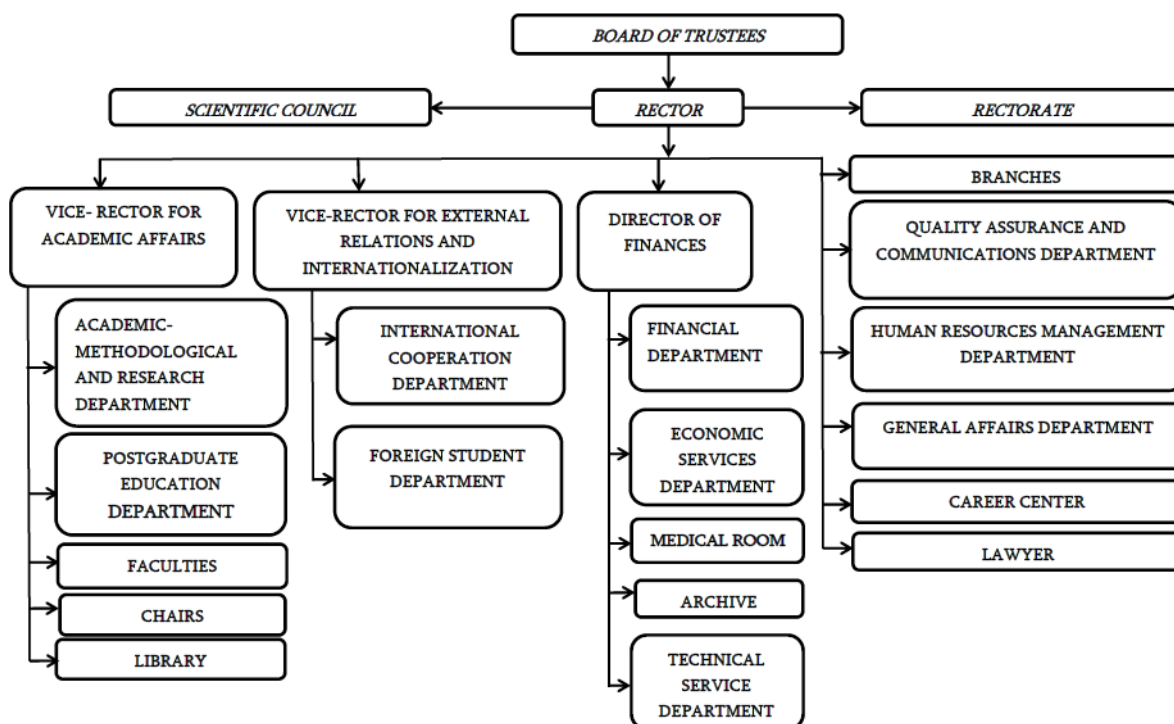 BOARD OF TRUSTEES
SCIENTIFIC COUNCIL
RECTOR
RECTORATE
VICE- RECTOR FOR
ACADEMIC AFFAIRS
ACADEMIC-
METHODOLOGICAL
AND RESEARCH
DEPARTMENT
POSTGRADUATE
EDUCATION
DEPARTMENT
FACULTIES
CHAIRS
LIBRARY
VICE-RECTOR FOR EXTERNAL
RELATIONS AND
INTERNATIONALIZATION
INTERNATIONAL
COOPERATION
DEPARTMENT
FOREIGN STUDENT
DEPARTMENT
DIRECTOR OF
FINANCES
FINANCIAL
DEPARTMENT
ECONOMIC
SERVICES
DEPARTMENT
MEDICAL ROOM
ARCHIVE
TECHNICAL
SERVICE
DEPARTMENT
BRANCHES
QUALITY ASSURANCE AND
COMMUNICATIONS DEPARTMENT
HUMAN RESOURCES MANAGEMENT
DEPARTMENT
GENERAL AFFAIRS DEPARTMENT
CAREER CENTER
LAWYER